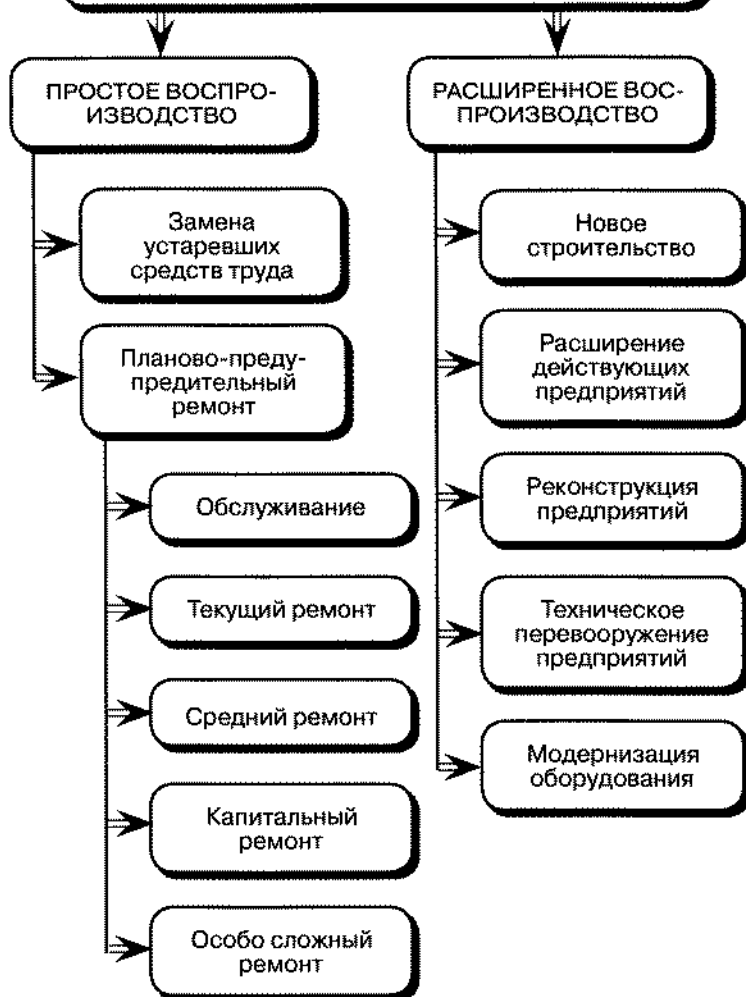 ПРОСТОЕ ВОСПРО-
ИЗВОДСТВО
Замена
устаревших
средств труда
Планово-преду-
предительный
ремонт
Обслуживание
Текущий ремонт
Средний ремонт
Капитальный
ремонт
Особо сложный
ремонт
РАСШИРЕННОЕ ВОС-
ПРОИЗВОДСТВО
Новое
строительство
Расширение
действующих
предприятий
Реконструкция
предприятий
Техническое
перевооружение
предприятий
Модернизация
оборудования